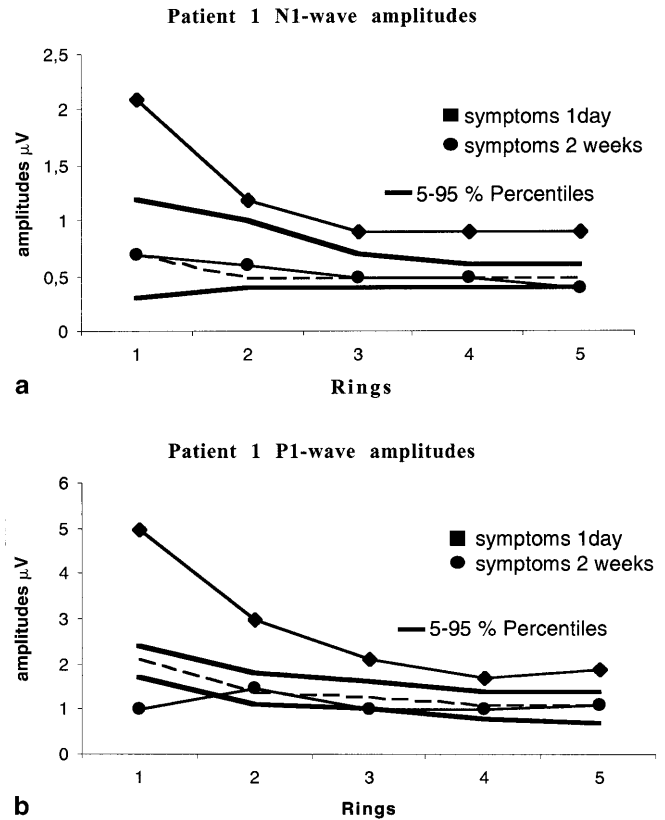 Patient 1 N1-wave amplitudes
2,5
2
1,5
1
0,5
0
amplitudes µV
symptoms 1day
symptoms 2 weeks
5-95 % Percentiles
1 2 3 4 5
a
Rings
Patient 1 P1-wave amplitudes
6
5
4
3
2
1
0
amplitudes µV
symptoms 1day
symptoms 2 weeks
5-95 % Percentiles
1 2 3 4 5
b
Rings